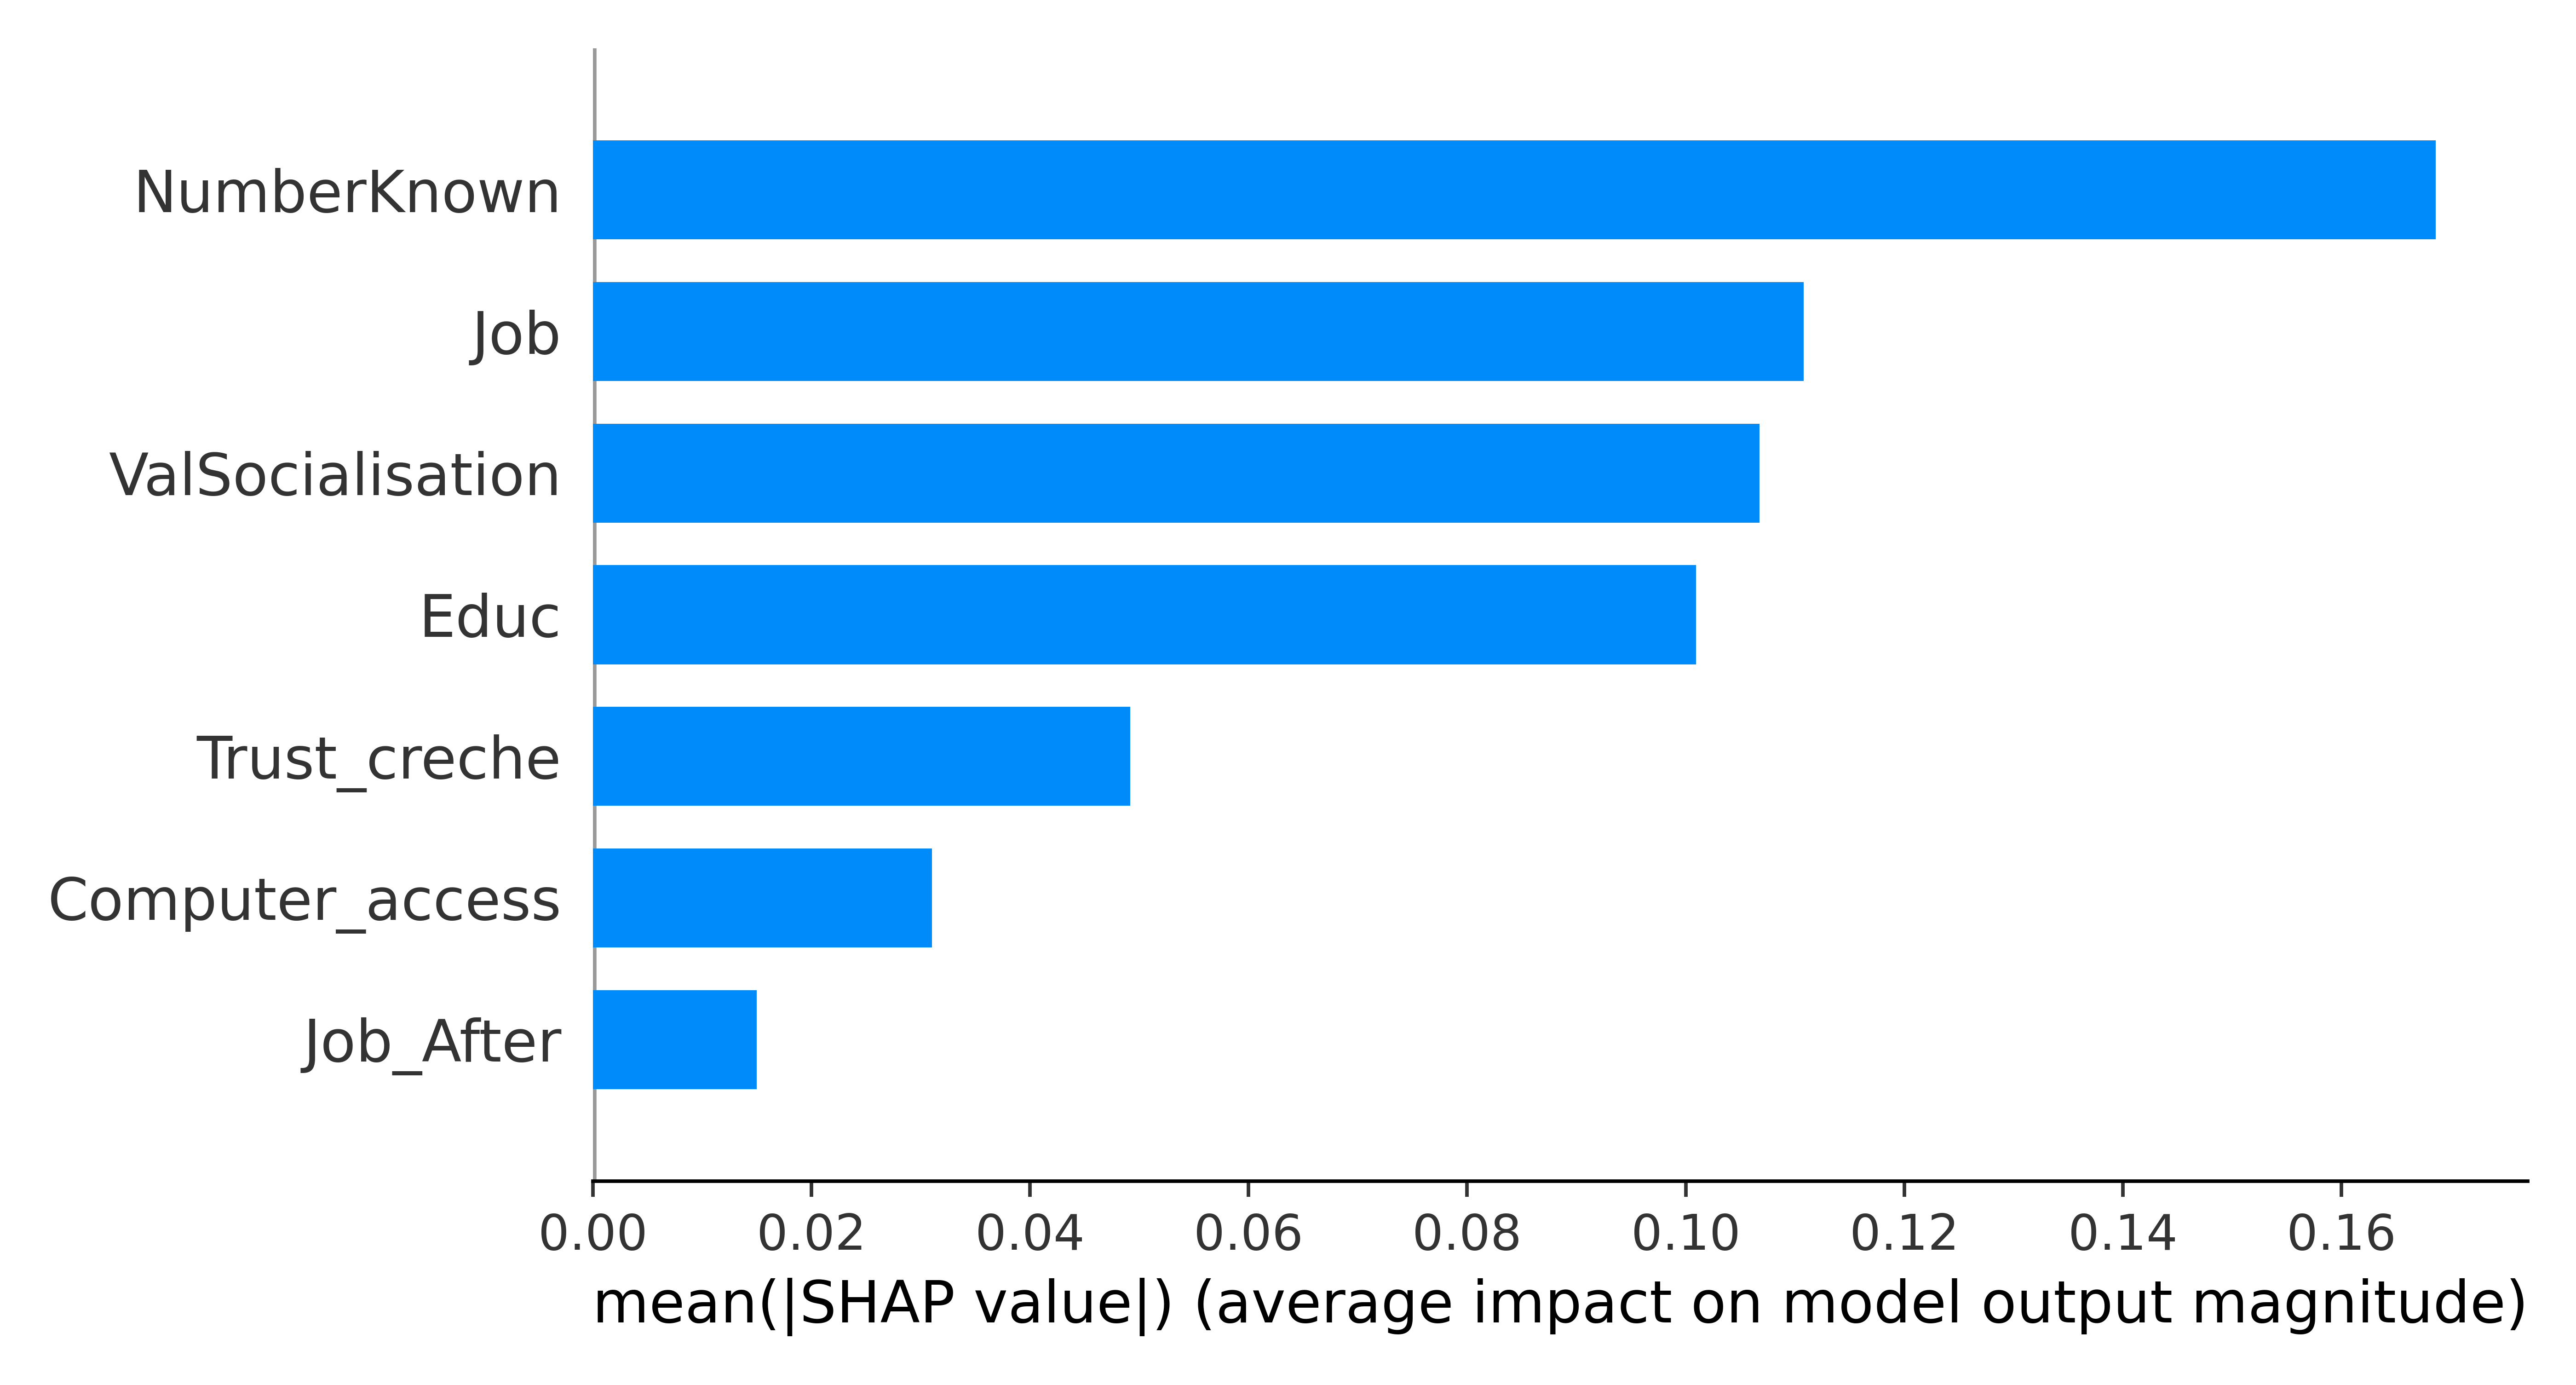 NumberKnown
Job
ValSocialisation
Educ
Trust_creche
Computer_access
Job_After
0.00 0.02 0.04 0.06 0.08 0.10 0.12 0.14 0.16
mean(|SHAP value|) (average impact on model output magnitude)